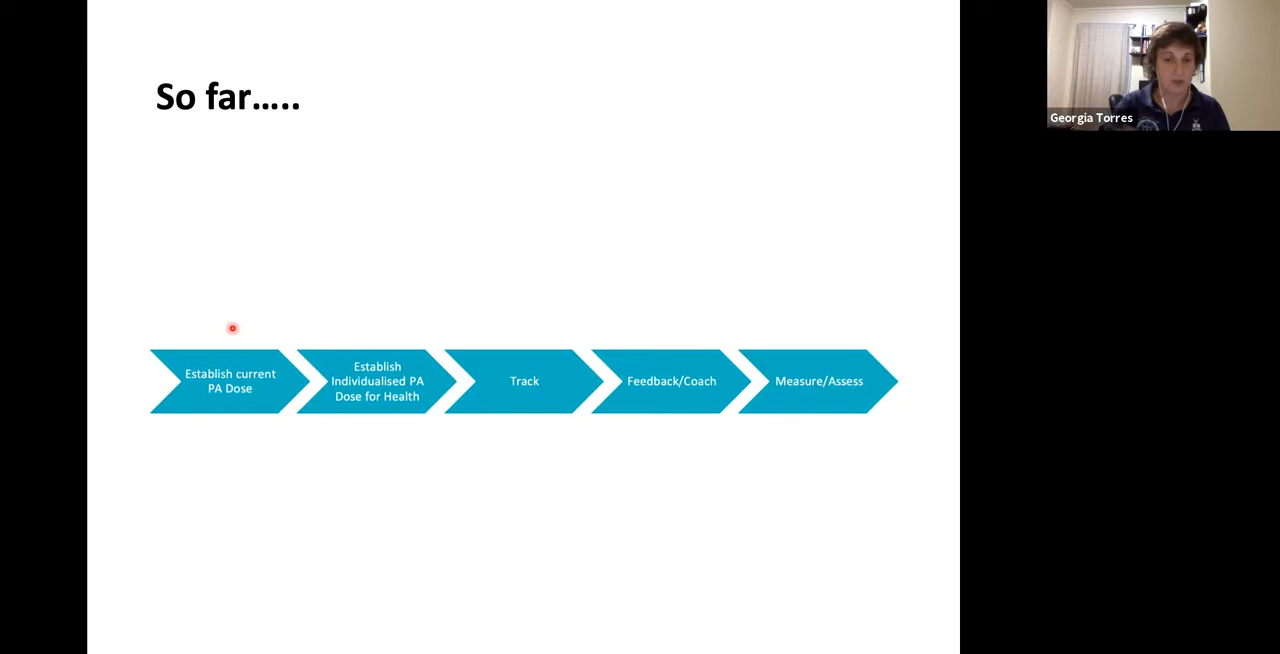 So far…..
Georgia Torres
Establish current
PA Dose
Establish
Individualised PA
Dose for Health
Track
Feedback/Coach
Measure/Assess